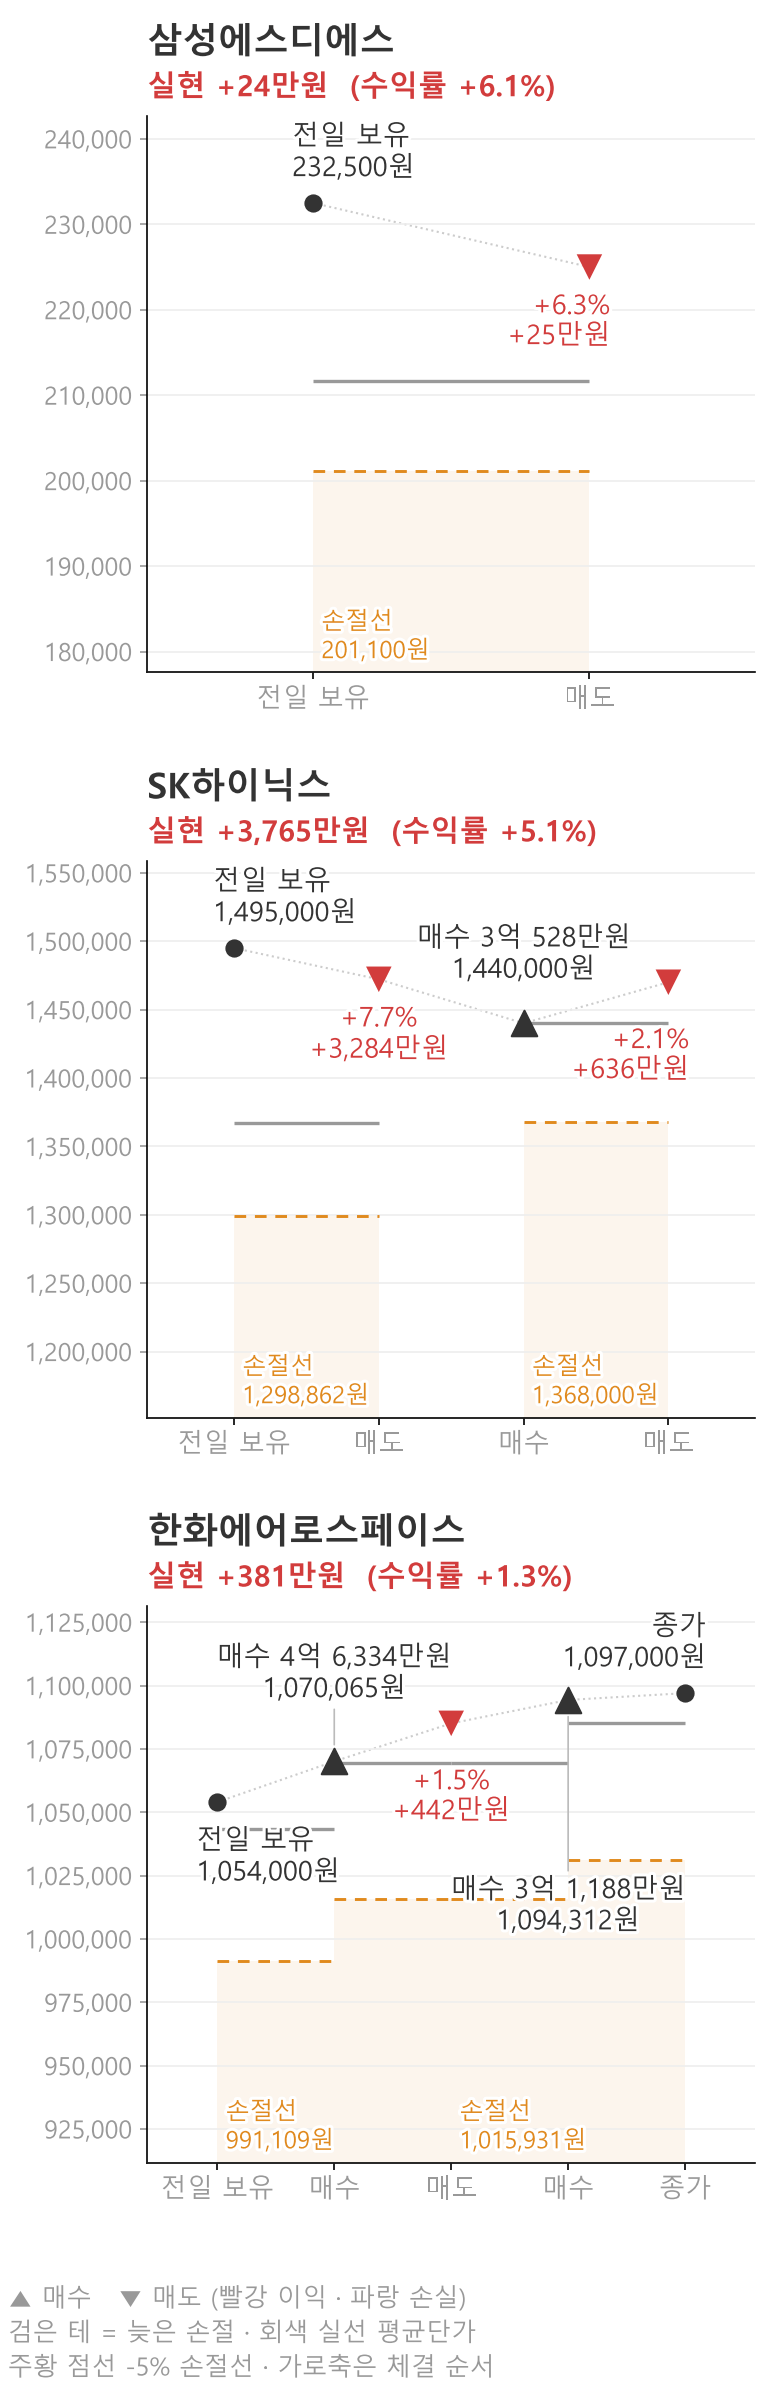 삼성에스디에스
실현 +24만원 (수익률 +6.1%)
240,000
230,000
220,000
210,000
200,000
190,000
180,000
전일 보유
232,500원
+6.3%
+25만원
손절선
201,100원
전일 보유
매도
SK하이닉스
실현 +3,765만원 (수익률 +5.1%)
1,550,000
1,500,000
1,450,000
1,400,000
1,350,000
1,300,000
1,250,000
1,200,000
전일 보유
1,495,000원
매수 3억 528만원
1,440,000원
+7.7%
+3,284만원
+2.1%
+636만원
손절선
1,298,862원
손절선
1,368,000원
전일 보유
매도
매수
매도
한화에어로스페이스
실현 +381만원 (수익률 +1.3%)
1,125,000
1,100,000
1,075,000
1,050,000
1,025,000
1,000,000
975,000
950,000
925,000
종가
1,097,000원
매수 4억 6,334만원
1,070,065원
+1.5%
+442만원
전일 보유
1,054,000원
매수 3억 1,188만원
1,094,312원
손절선
991,109원
손절선
1,015,931원
전일 보유
매수
매도
매수
종가
▲ 매수 ▼ 매도 (빨강 이익 · 파랑 손실)
검은 테 = 늦은 손절 · 회색 실선 평균단가
주황 점선 -5% 손절선 · 가로축은 체결 순서